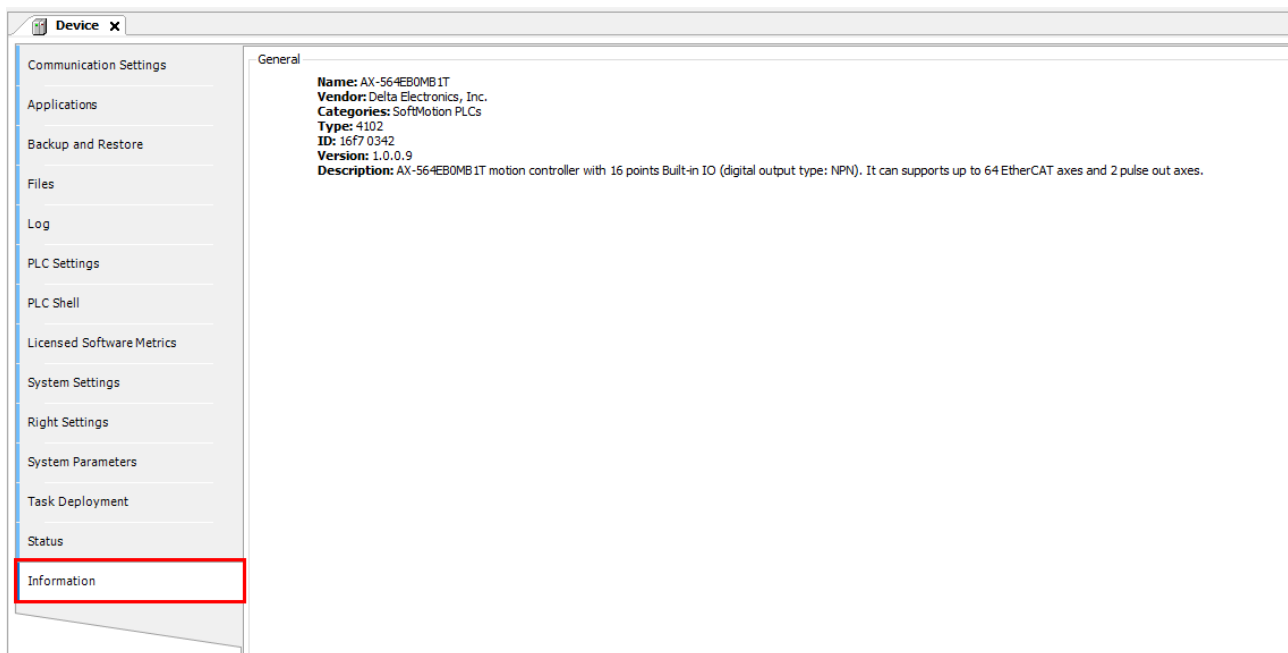 Device
Communication Settings
Applications
Backup and Restore
Files
Log
PLC Settings
PLC Shell
Licensed Software Metrics
System Settings
Right Settings
System Parameters
Task Deployment
Status
Information
General
Name: AX-564EB0MB1T
Vendor: Delta Electronics, Inc.
Categories: SoftMotion PLCs
Type: 4102
ID: 16f7 0342
Version: 1.0.0.9
Description: AX-564EB0MB1T motion controller with 16 points Built-in IO (digital output type: NPN). It can supports up to 64 EtherCAT axes and 2 pulse out axes.